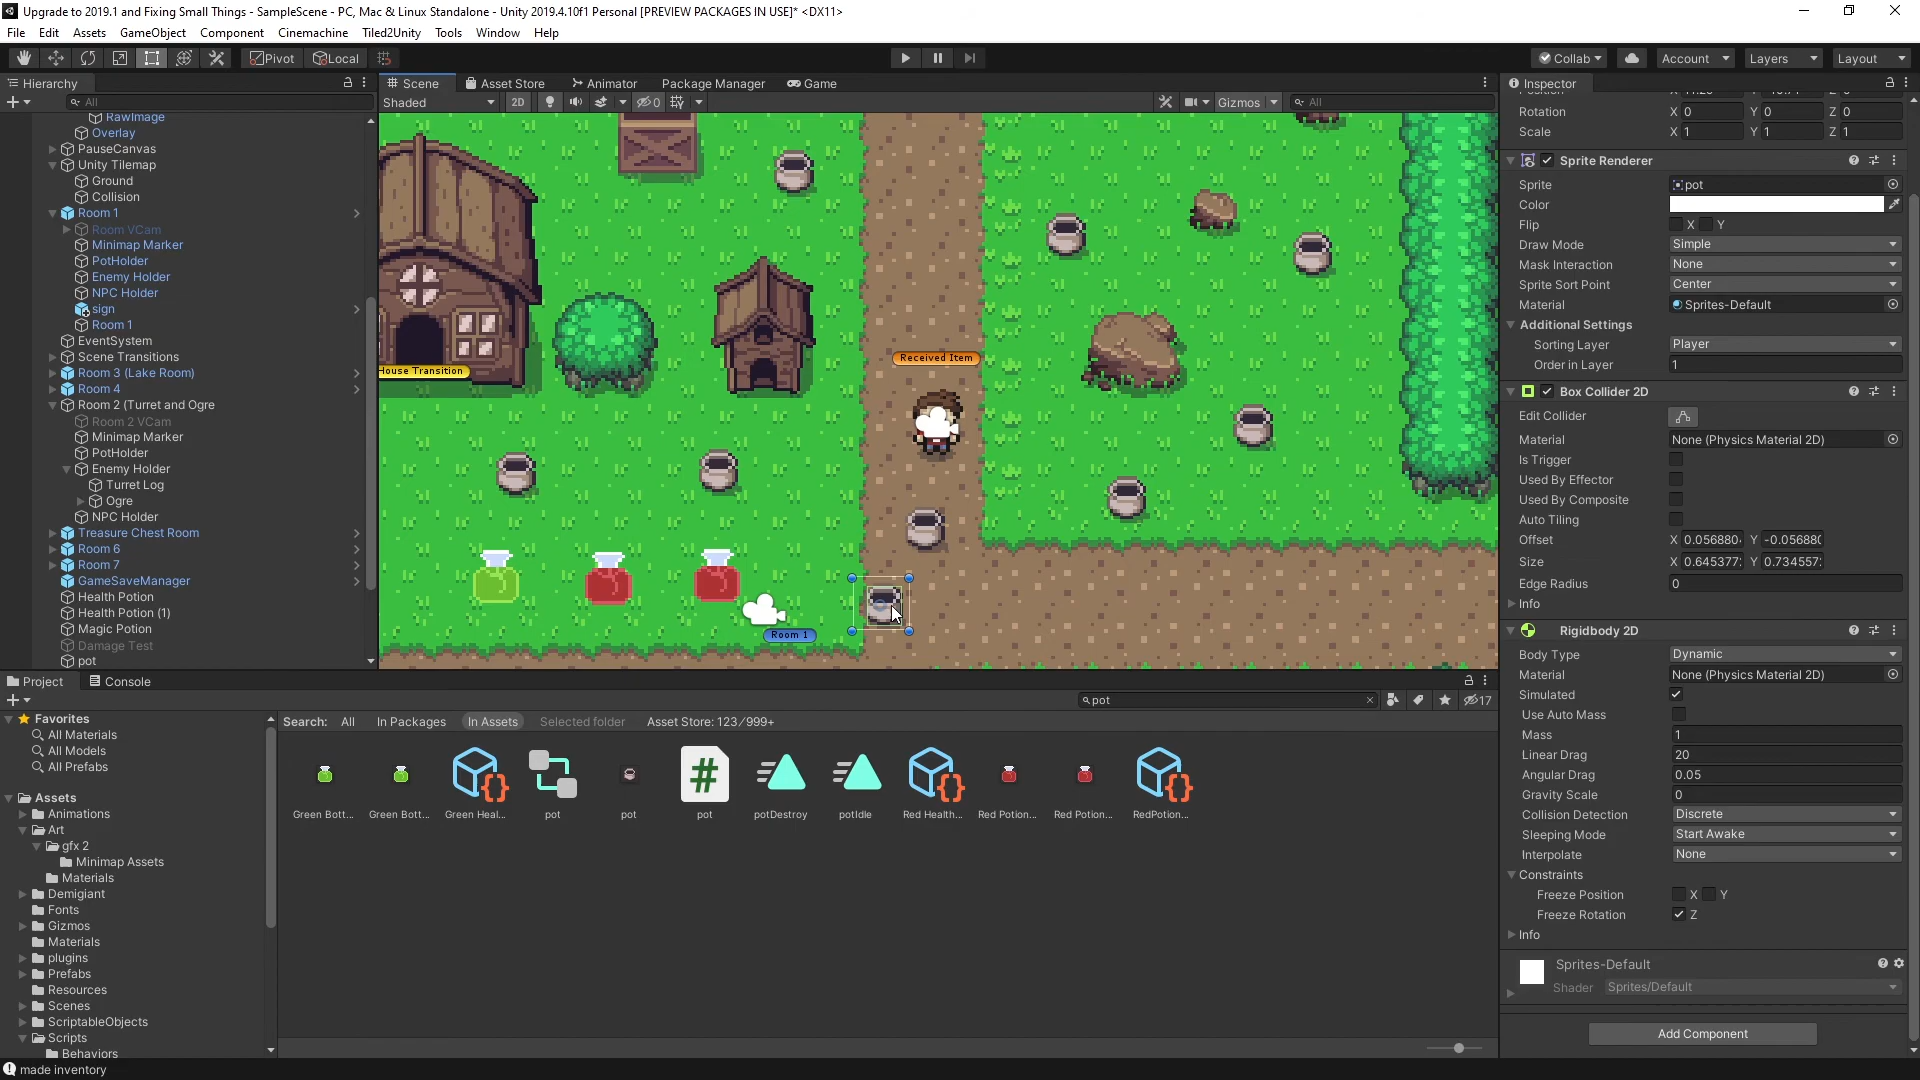 Upgrade to 2019.1 and Fixing Small Things - SampleScene - PC, Mac & Linux Standalone - Unity 2019.4.10f1 Personal [PREVIEW PACKAGES IN USE]* <DX11>
File Edit Assets GameObject Component Cinemachine Tiled2Unity Tools Window Help
Pivot Local Collab Account Layers Layout
Hierarchy
All
RawImage
Overlay
PauseCanvas
Unity Tilemap
Ground
Collision
Room 1
Room VCam
Minimap Marker
PotHolder
Enemy Holder
NPC Holder
sign
Room 1
EventSystem
Scene Transitions
Room 3 (Lake Room)
Room 4
Room 2 (Turret and Ogre
Room 2 VCam
Minimap Marker
PotHolder
Enemy Holder
Turret Log
Ogre
NPC Holder
Treasure Chest Room
Room 6
Room 7
GameSaveManager
Health Potion
Health Potion (1)
Magic Potion
Damage Test
pot
Scene Asset Store Animator Package Manager Game
Shaded 2D 0 Gizmos All
House Transition
Received Item
Room 1
Inspector
Rotation X 0 Y 0 Z 0
Scale X 1 Y 1 Z 1
Sprite Renderer
Sprite pot
Color
Flip X Y
Draw Mode Simple
Mask Interaction None
Sprite Sort Point Center
Material Sprites-Default
Additional Settings
Sorting Layer Player
Order in Layer 1
Box Collider 2D
Edit Collider
Material None (Physics Material 2D)
Is Trigger
Used By Effector
Used By Composite
Auto Tiling
Offset X 0.056880 Y -0.05688
Size X 0.645377 Y 0.734557
Edge Radius 0
Info
Rigidbody 2D
Body Type Dynamic
Material None (Physics Material 2D)
Simulated
Use Auto Mass
Mass 1
Linear Drag 20
Angular Drag 0.05
Gravity Scale 0
Collision Detection Discrete
Sleeping Mode Start Awake
Interpolate None
Constraints
Freeze Position X Y
Freeze Rotation Z
Info
Sprites-Default
Shader Sprites/Default
Add Component
Project Console
pot 17
Favorites
All Materials
All Models
All Prefabs
Assets
Animations
Art
gfx 2
Minimap Assets
Materials
Demigiant
Fonts
Gizmos
Materials
plugins
Prefabs
Resources
Scenes
ScriptableObjects
Scripts
Behaviors
Search: All In Packages In Assets Selected folder Asset Store: 123/999+
Green Bott... Green Bott... Green Heal... pot pot pot potDestroy potIdle Red Health... Red Potion... Red Potion... RedPotion...
made inventory